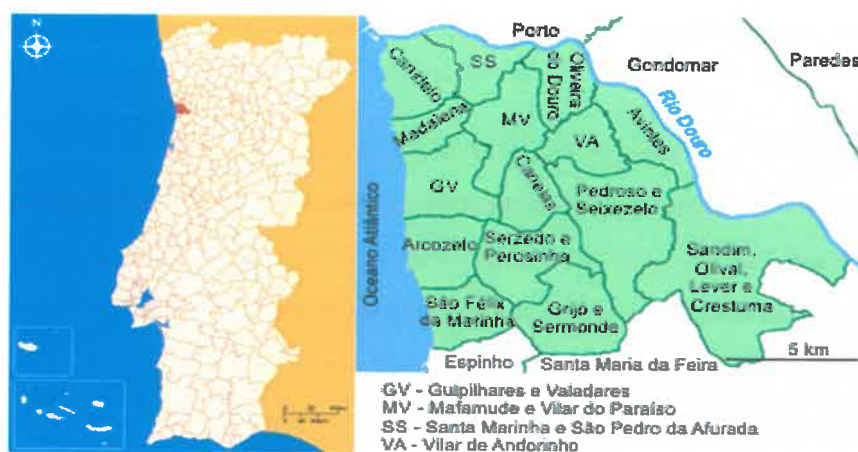 N
Porto
Canidelo
SS
Oliveira
do Douro
Gondomar
Paredes
Madalena
MV
VA
Avintes
Rio Douro
GV
Canelas
Pedroso e
Seixezelo
Oceano Atlântico
Arcozelo
Serzedo e
Perosinho
Sandim,
Olival,
Lever e
Crestuma
São Félix
da Marinha
Grijó e
Sermonde
Espinho
Santa Maria da Feira
5 km
GV - Gulpilhares e Valadares
MV - Mafamude e Vilar do Paraíso
SS - Santa Marinha e São Pedro da Afurada
VA - Vilar de Andorinho